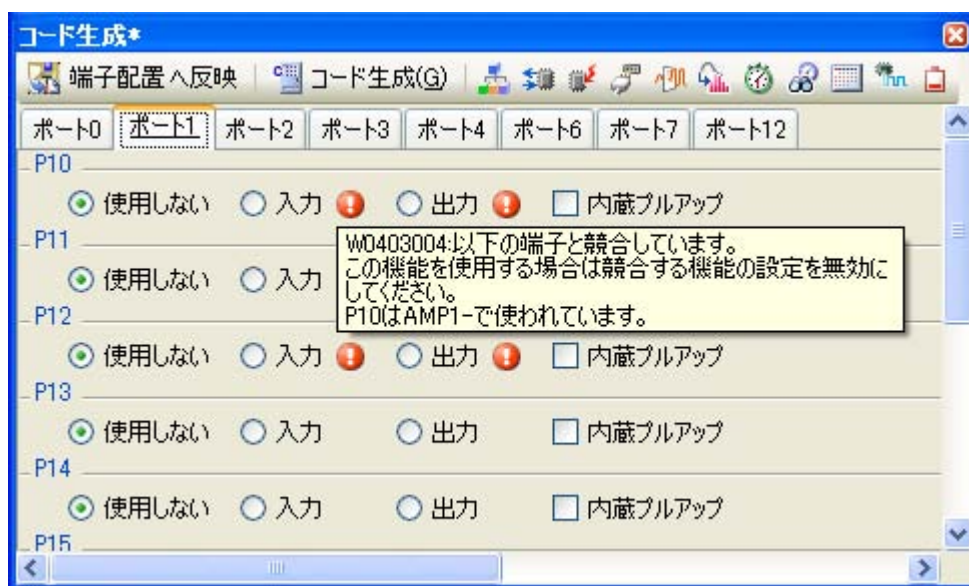 コード生成*
端子配置へ反映 コード生成(G)
ポート0 ポート1 ポート2 ポート3 ポート4 ポート6 ポート7 ポート12
P10
使用しない 入力 出力 内蔵プルアップ
P11
使用しない 入力
W0403004:以下の端子と競合しています。
この機能を使用する場合は競合する機能の設定を無効に
してください。
P10はAMP1-で使われています。
P12
使用しない 入力 出力 内蔵プルアップ
P13
使用しない 入力 出力 内蔵プルアップ
P14
使用しない 入力 出力 内蔵プルアップ
P15